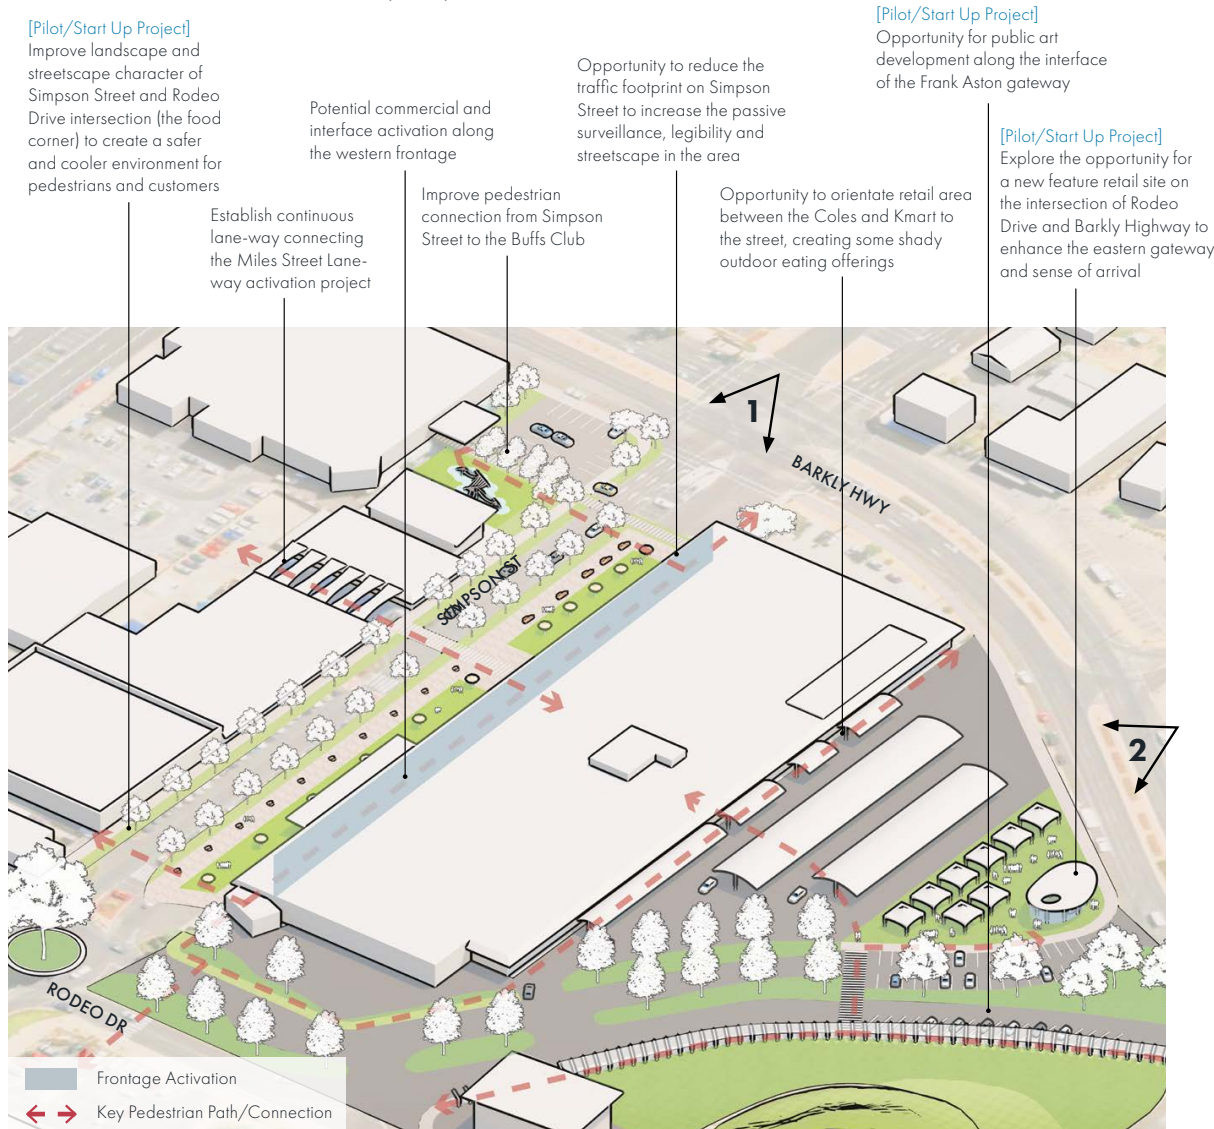 [Pilot/Start Up Project]
Improve landscape and
streetscape character of
Simpson Street and Rodeo
Drive intersection (the food
corner) to create a safer
and cooler environment for
pedestrians and customers
Establish continuous
lane-way connecting
the Miles Street Lane-
way activation project
Potential commercial and
interface activation along
the western frontage
Improve pedestrian
connection from Simpson
Street to the Buffs Club
Opportunity to reduce the
traffic footprint on Simpson
Street to increase the passive
surveillance, legibility and
streetscape in the area
Opportunity to orientate retail area
between the Coles and Kmart to
the street, creating some shady
outdoor eating offerings
[Pilot/Start Up Project]
Opportunity for public art
development along the interface
of the Frank Aston gateway
[Pilot/Start Up Project]
Explore the opportunity for
a new feature retail site on
the intersection of Rodeo
Drive and Barkly Highway to
enhance the eastern gateway
and sense of arrival
1
BARKLY HWY
SIMPSON ST
2
RODEO DR
Frontage Activation
Key Pedestrian Path/Connection